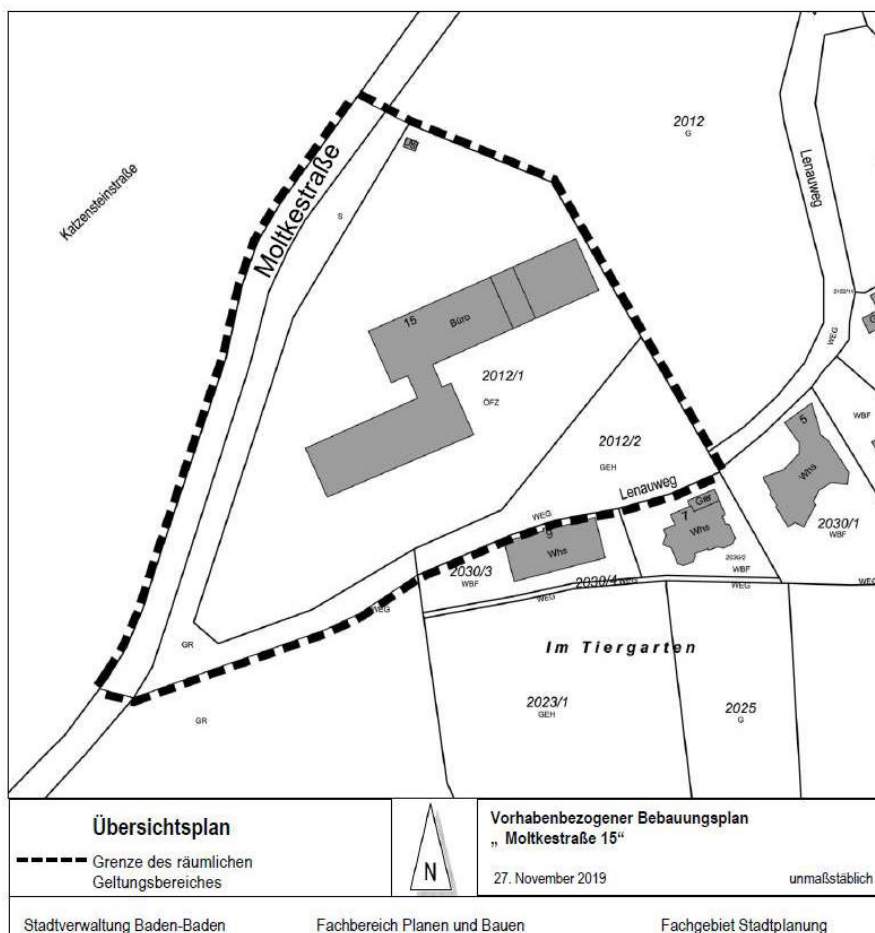 2012
G
Katzensteinstraße
Moltkestraße
Lenauweg
S
15
Büro
2012/1
ÖFZ
WEG
2012/2
GEH
Lenauweg
5
Whs
WBF
WEG
Gar
7
Whs
9
Whs
2030/1
WBF
2030/3
WBF
2030/2
WBF
2030/4
WEG
WEG
WEG
WEG
WEG
GR
Im Tiergarten
GR
2023/1
GEH
2025
G
Übersichtsplan
Grenze des räumlichen
Geltungsbereiches
N
Vorhabenbezogener Bebauungsplan
„ Moltkestraße 15“
27. November 2019
unmaßstäblich
Stadtverwaltung Baden-Baden
Fachbereich Planen und Bauen
Fachgebiet Stadtplanung